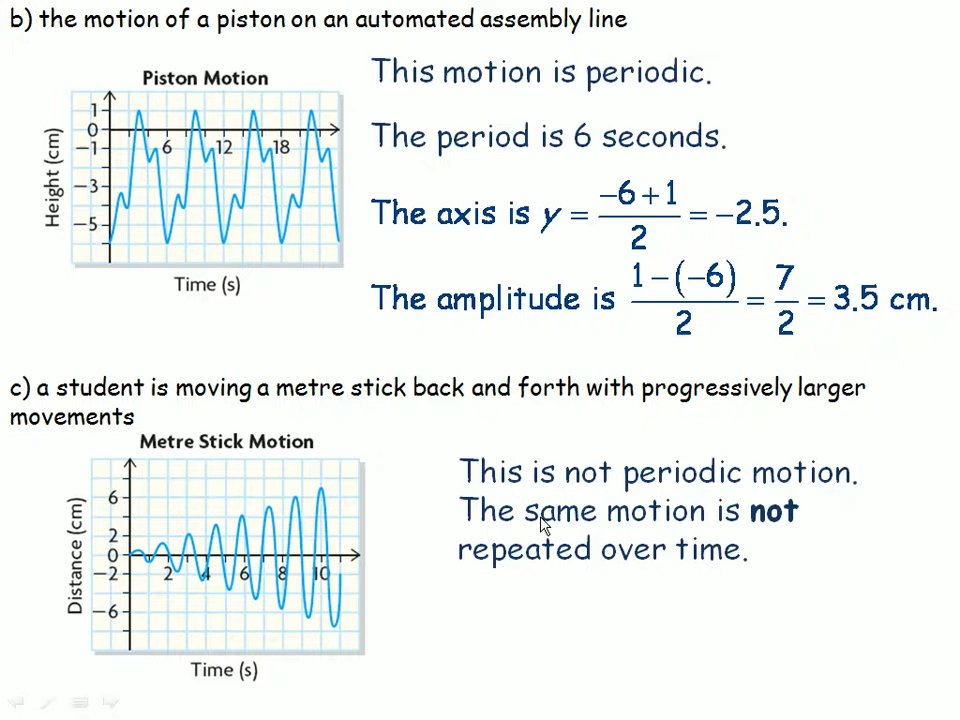 b) the motion of a piston on an automated assembly line
Piston Motion
Height (cm)
1
0
−1
−3
−5
6 12 18
Time (s)
This motion is periodic.
The period is 6 seconds.
The axis is y = (−6 + 1)/2 = −2.5.
The amplitude is (1 − (−6))/2 = 7/2 = 3.5 cm.
c) a student is moving a metre stick back and forth with progressively larger
movements
Metre Stick Motion
Distance (cm)
6
2
0
−2
−6
2 4 6 8 10
Time (s)
This is not periodic motion.
The same motion is not
repeated over time.